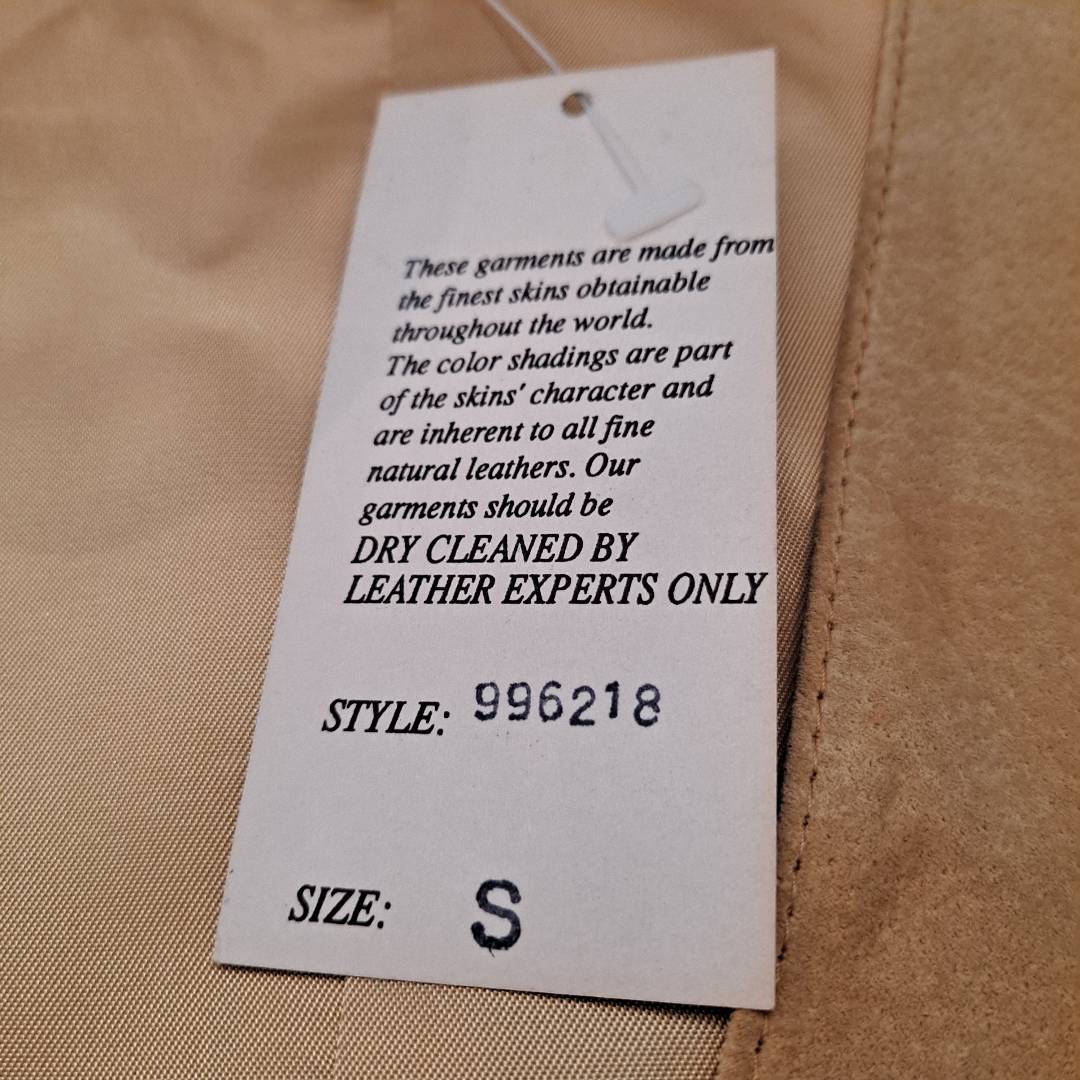 These garments are made from
the finest skins obtainable
throughout the world.
The color shadings are part
of the skins' character and
are inherent to all fine
natural leathers. Our
garments should be
DRY CLEANED BY
LEATHER EXPERTS ONLY
STYLE: 996218
SIZE: S